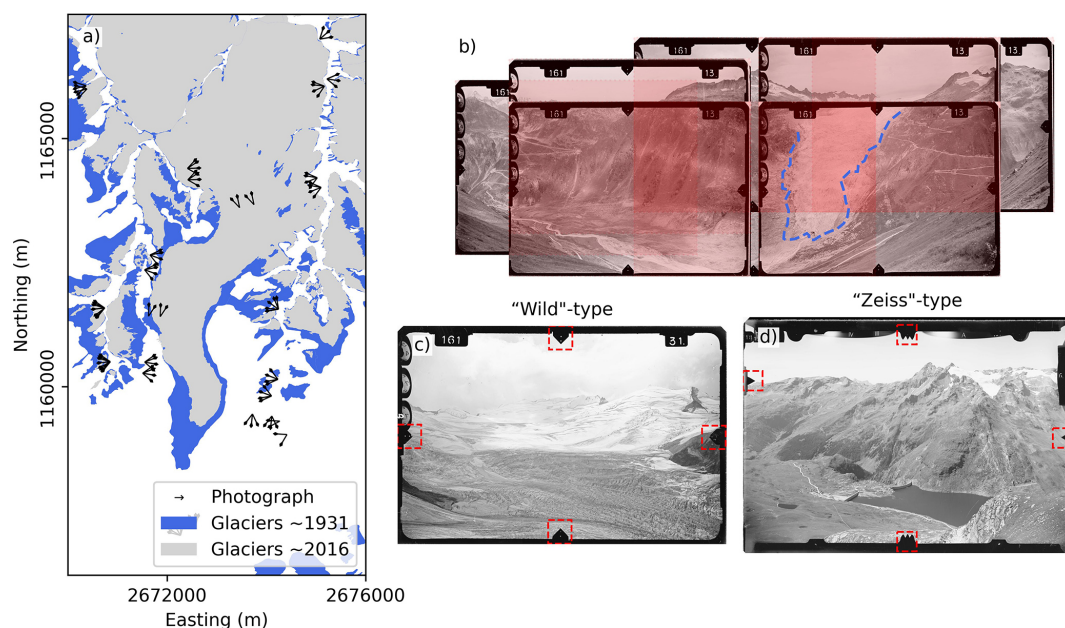 a)
1165000
1160000
Northing (m)
Photograph
Glaciers ~1931
Glaciers ~2016
2672000
2676000
Easting (m)
b)
161
13.
161
161
13.
161
13.
161
13.
"Wild"-type
c)
161
31.
"Zeiss"-type
d)